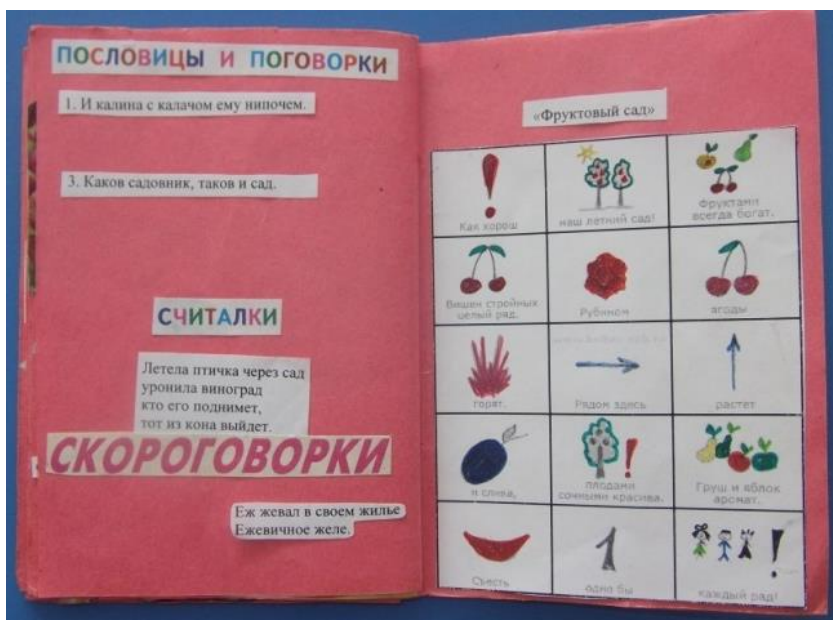 ПОСЛОВИЦЫ И ПОГОВОРКИ
1. И калина с калачом ему нипочем.
3. Каков садовник, таков и сад.
СЧИТАЛКИ
Летела птичка через сад
уронила виноград
кто его поднимет,
тот из кона выйдет.
СКОРОГОВОРКИ
Еж жевал в своем жилье
Ежевичное желе.
«Фруктовый сад»
Как хорош
наш летний сад!
Фруктами
всегда богат.
Вишен стройных
целый ряд.
Рубином
ягоды
горят.
Рядом здесь
растет
и слива,
плодами
сочными красива.
Груш и яблок
аромат.
Съесть
1
одно бы
каждый рад!